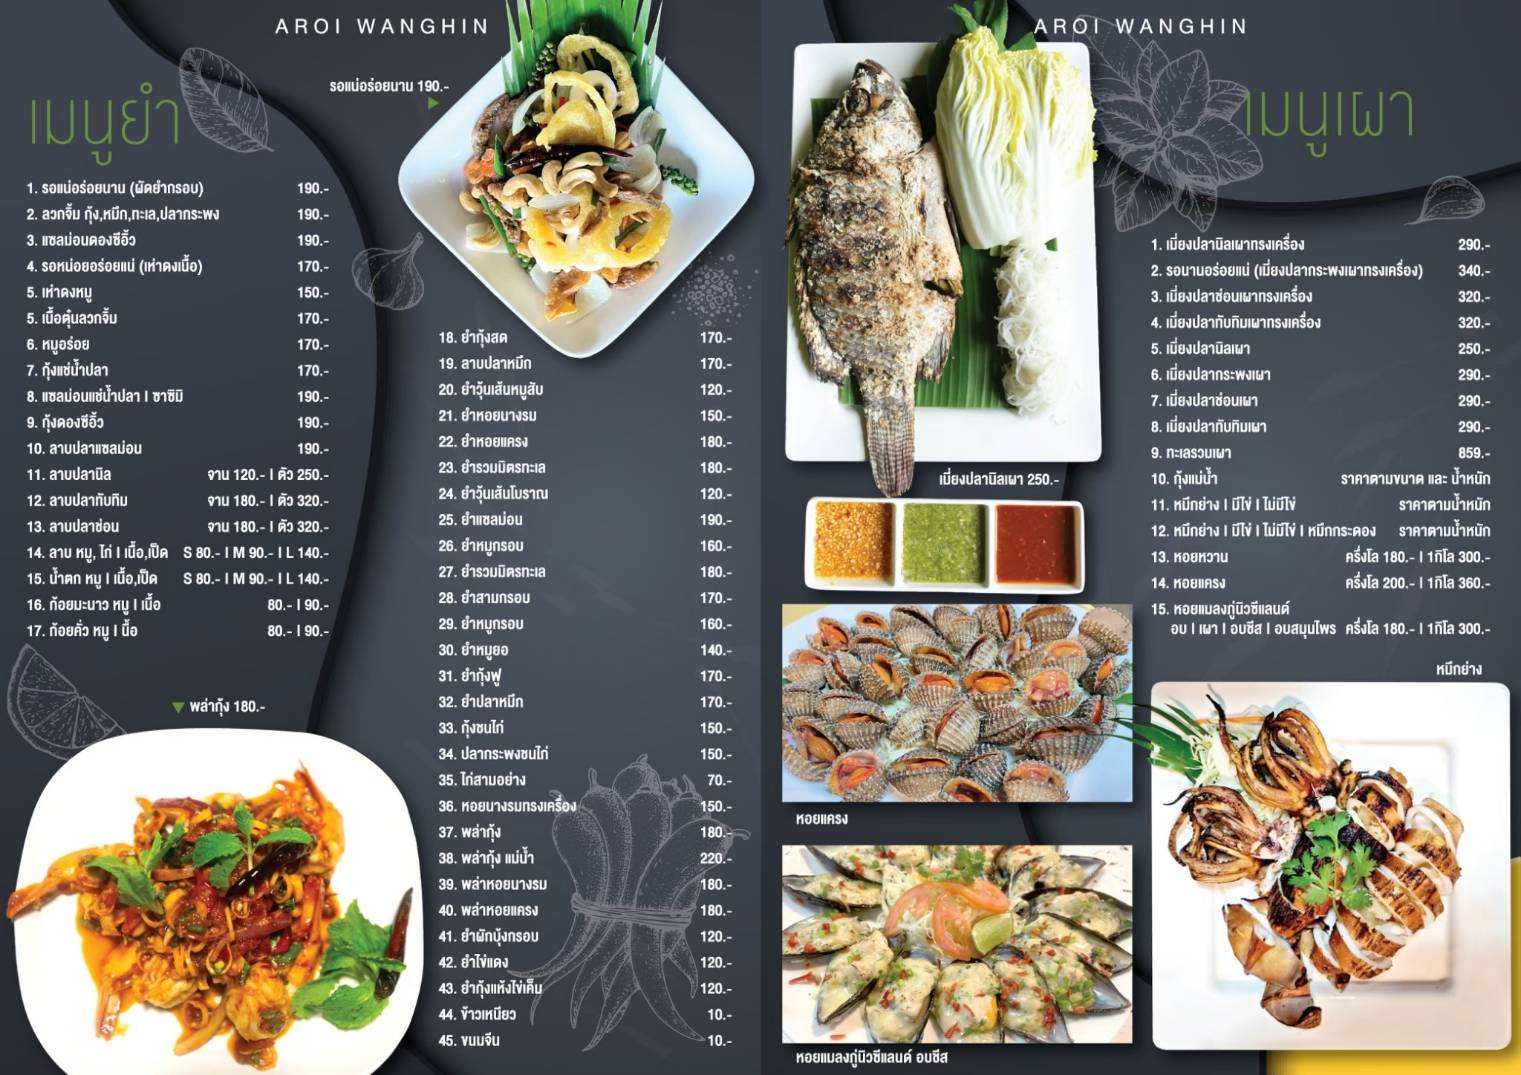 AROI WANGHIN
รอแน่อร่อยนาน 190.-
เมนูยำ
1. รอแน่อร่อยนาน (ผัดยำกรอบ) 190.-
2. ลวกจิ้ม กุ้ง,หมึก,ทะเล,ปลากระพง 190.-
3. แซลม่อนดองซีอิ้ว 190.-
4. รอหน่อยอร่อยแน่ (เห่าดงเนื้อ) 170.-
5. เห่าดงหมู 150.-
5. เนื้อตุ๋นลวกจิ้ม 170.-
6. หมูอร่อย 170.-
7. กุ้งแช่น้ำปลา 170.-
8. แซลม่อนแช่น้ำปลา I ซาซิมิ 190.-
9. กุ้งดองซีอิ้ว 190.-
10. ลาบปลาแซลม่อน 190.-
11. ลาบปลานิล จาน 120.- I ตัว 250.-
12. ลาบปลาทับทิม จาน 180.- I ตัว 320.-
13. ลาบปลาช่อน จาน 180.- I ตัว 320.-
14. ลาบ หมู, ไก่ I เนื้อ,เป็ด S 80.- I M 90.- I L 140.-
15. น้ำตก หมู I เนื้อ,เป็ด S 80.- I M 90.- I L 140.-
16. ก้อยมะนาว หมู I เนื้อ 80.- I 90.-
17. ก้อยคั่ว หมู I นื้อ 80.- I 90.-
พล่ากุ้ง 180.-
18. ยำกุ้งสด 170.-
19. ลาบปลาหมึก 170.-
20. ยำวุ้นเส้นหมูสับ 120.-
21. ยำหอยนางรม 150.-
22. ยำหอยแครง 180.-
23. ยำรวมมิตรทะเล 180.-
24. ยำวุ้นเส้นโบราณ 120.-
25. ยำแซลม่อน 190.-
26. ยำหมูกรอบ 160.-
27. ยำรวมมิตรทะเล 180.-
28. ยำสามกรอบ 170.-
29. ยำหมูกรอบ 160.-
30. ยำหมูยอ 140.-
31. ยำกุ้งฟู 170.-
32. ยำปลาหมึก 170.-
33. กุ้งชนไก่ 150.-
34. ปลากระพงชนไก่ 150.-
35. ไก่สามอย่าง 70.-
36. หอยนางรมทรงเครื่อง 150.-
37. พล่ากุ้ง 180.-
38. พล่ากุ้ง แม่น้ำ 220.-
39. พล่าหอยนางรม 180.-
40. พล่าหอยแครง 180.-
41. ยำผักบุ้งกรอบ 120.-
42. ยำไข่แดง 120.-
43. ยำกุ้งแห้งไข่เค็ม 120.-
44. ข้าวเหนียว 10.-
45. ขนมจีน 10.-
AROI WANGHIN
เมนูเผา
1. เมี่ยงปลานิลเผาทรงเครื่อง 290.-
2. รอนานอร่อยแน่ (เมี่ยงปลากระพงเผาทรงเครื่อง) 340.-
3. เมี่ยงปลาช่อนเผาทรงเครื่อง 320.-
4. เมี่ยงปลาทับทิมเผาทรงเครื่อง 320.-
5. เมี่ยงปลานิลเผา 250.-
6. เมี่ยงปลากระพงเผา 290.-
7. เมี่ยงปลาช่อนเผา 290.-
8. เมี่ยงปลาทับทิมเผา 290.-
9. ทะเลรวมเผา 859.-
10. กุ้งแม่น้ำ ราคาตามขนาด และ น้ำหนัก
11. หมึกย่าง I มีไข่ I ไม่มีไข่ ราคาตามน้ำหนัก
12. หมึกย่าง I มีไข่ I ไม่มีไข่ I หมึกกระดอง ราคาตามน้ำหนัก
13. หอยหวาน ครึ่งโล 180.- I 1กิโล 300.-
14. หอยแครง ครึ่งโล 200.- I 1กิโล 360.-
15. หอยแมลงภู่นิวซีแลนด์
อบ I เผา I อบชีส I อบสมุนไพร ครึ่งโล 180.- I 1กิโล 300.-
เมี่ยงปลานิลเผา 250.-
หมึกย่าง
หอยแครง
หอยแมลงภู่นิวซีแลนด์ อบชีส